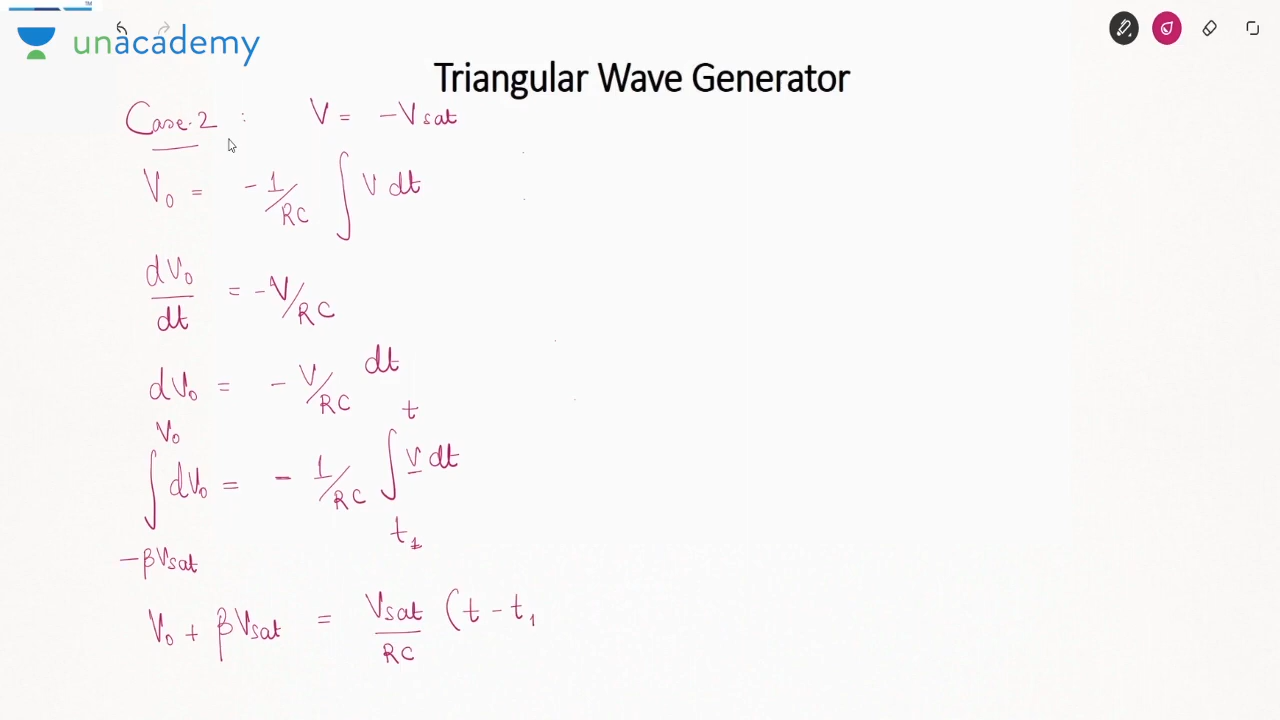 unacademy
Triangular Wave Generator
Case.2 : V = -Vsat
V₀ = -1/RC ∫ V dt
dV₀/dt = -V/RC
dV₀ = - V/RC dt
∫_{-βVsat}^{V₀} dV₀ = - 1/RC ∫_{t₁}^{t} V dt
V₀ + βVsat = Vsat/RC (t - t₁